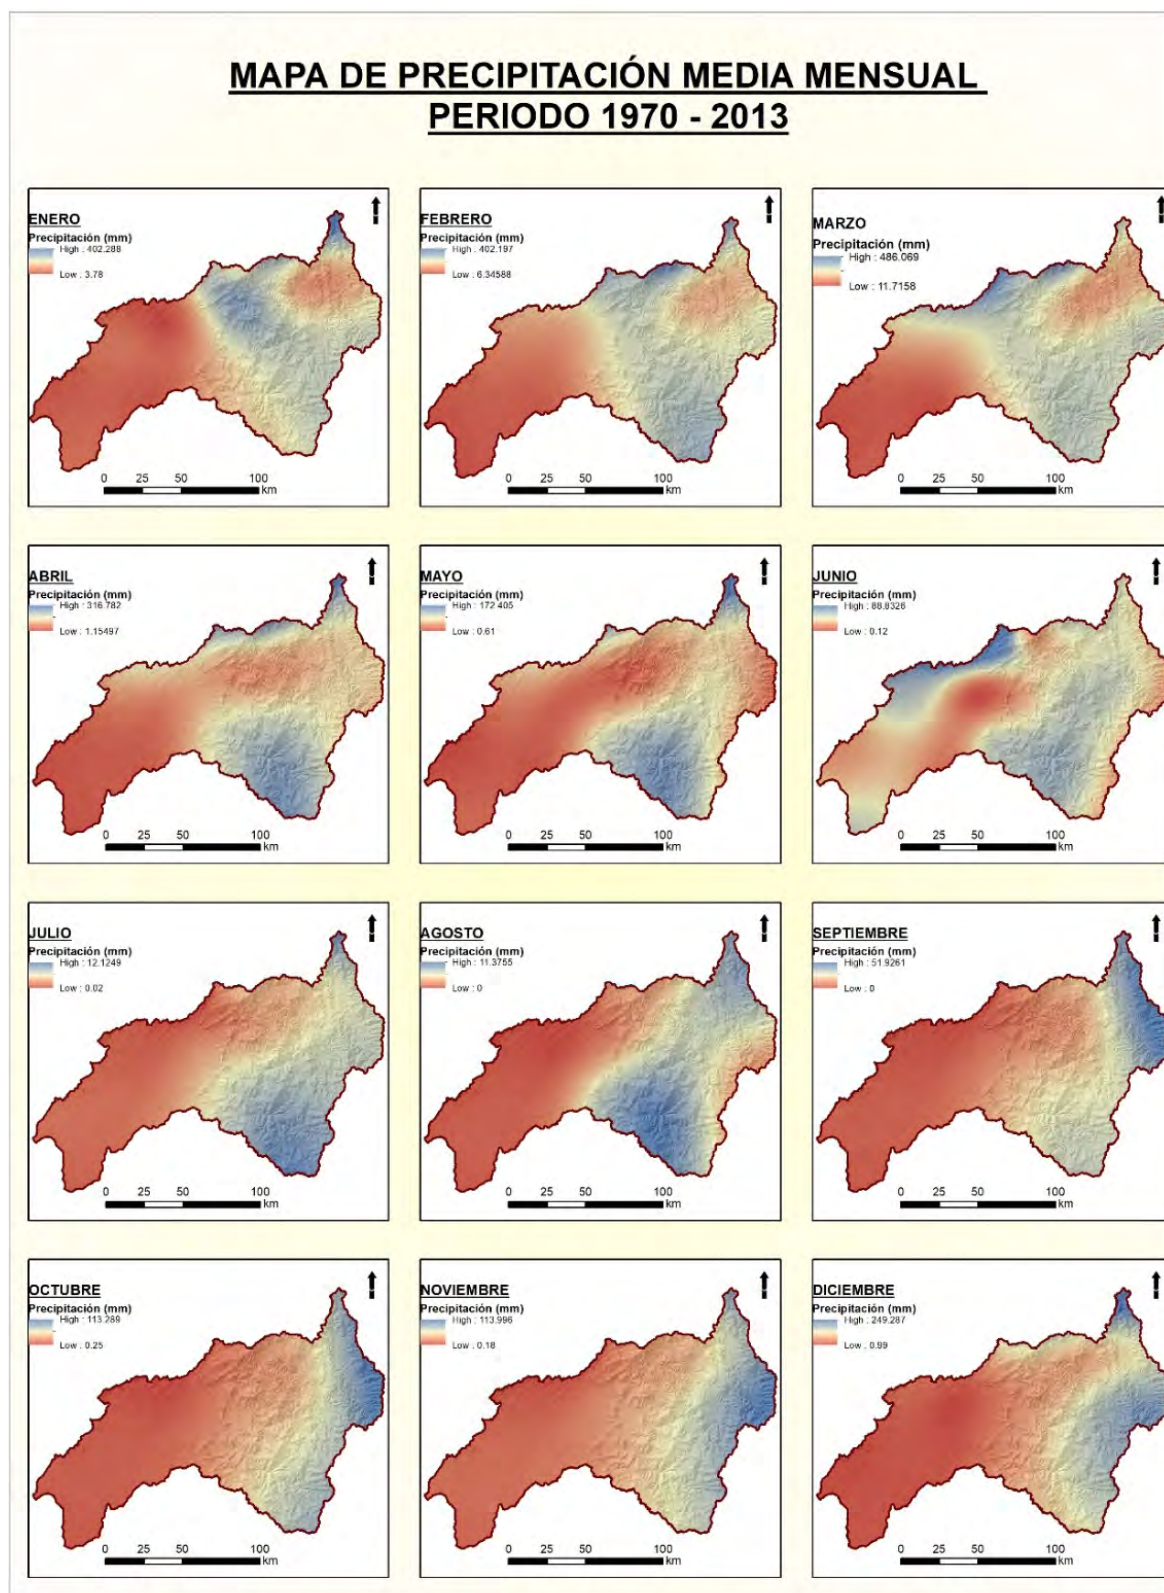 MAPA DE PRECIPITACIÓN MEDIA MENSUAL
PERIODO 1970 - 2013
ENERO
Precipitación (mm)
High : 402.288
Low : 3.78
0 25 50 100
km
FEBRERO
Precipitación (mm)
High : 402.197
Low : 6.34588
0 25 50 100
km
MARZO
Precipitación (mm)
High : 486.069
Low : 11.7158
0 25 50 100
km
ABRIL
Precipitación (mm)
High : 316.782
Low : 1.15497
0 25 50 100
km
MAYO
Precipitación (mm)
High : 172.405
Low : 0.61
0 25 50 100
km
JUNIO
Precipitación (mm)
High : 88.8326
Low : 0.12
0 25 50 100
km
JULIO
Precipitación (mm)
High : 12.1249
Low : 0.02
0 25 50 100
km
AGOSTO
Precipitación (mm)
High : 11.3755
Low : 0
0 25 50 100
km
SEPTIEMBRE
Precipitación (mm)
High : 51.9261
Low : 0
0 25 50 100
km
OCTUBRE
Precipitación (mm)
High : 113.289
Low : 0.25
0 25 50 100
km
NOVIEMBRE
Precipitación (mm)
High : 113.996
Low : 0.18
0 25 50 100
km
DICIEMBRE
Precipitación (mm)
High : 249.287
Low : 0.99
0 25 50 100
km